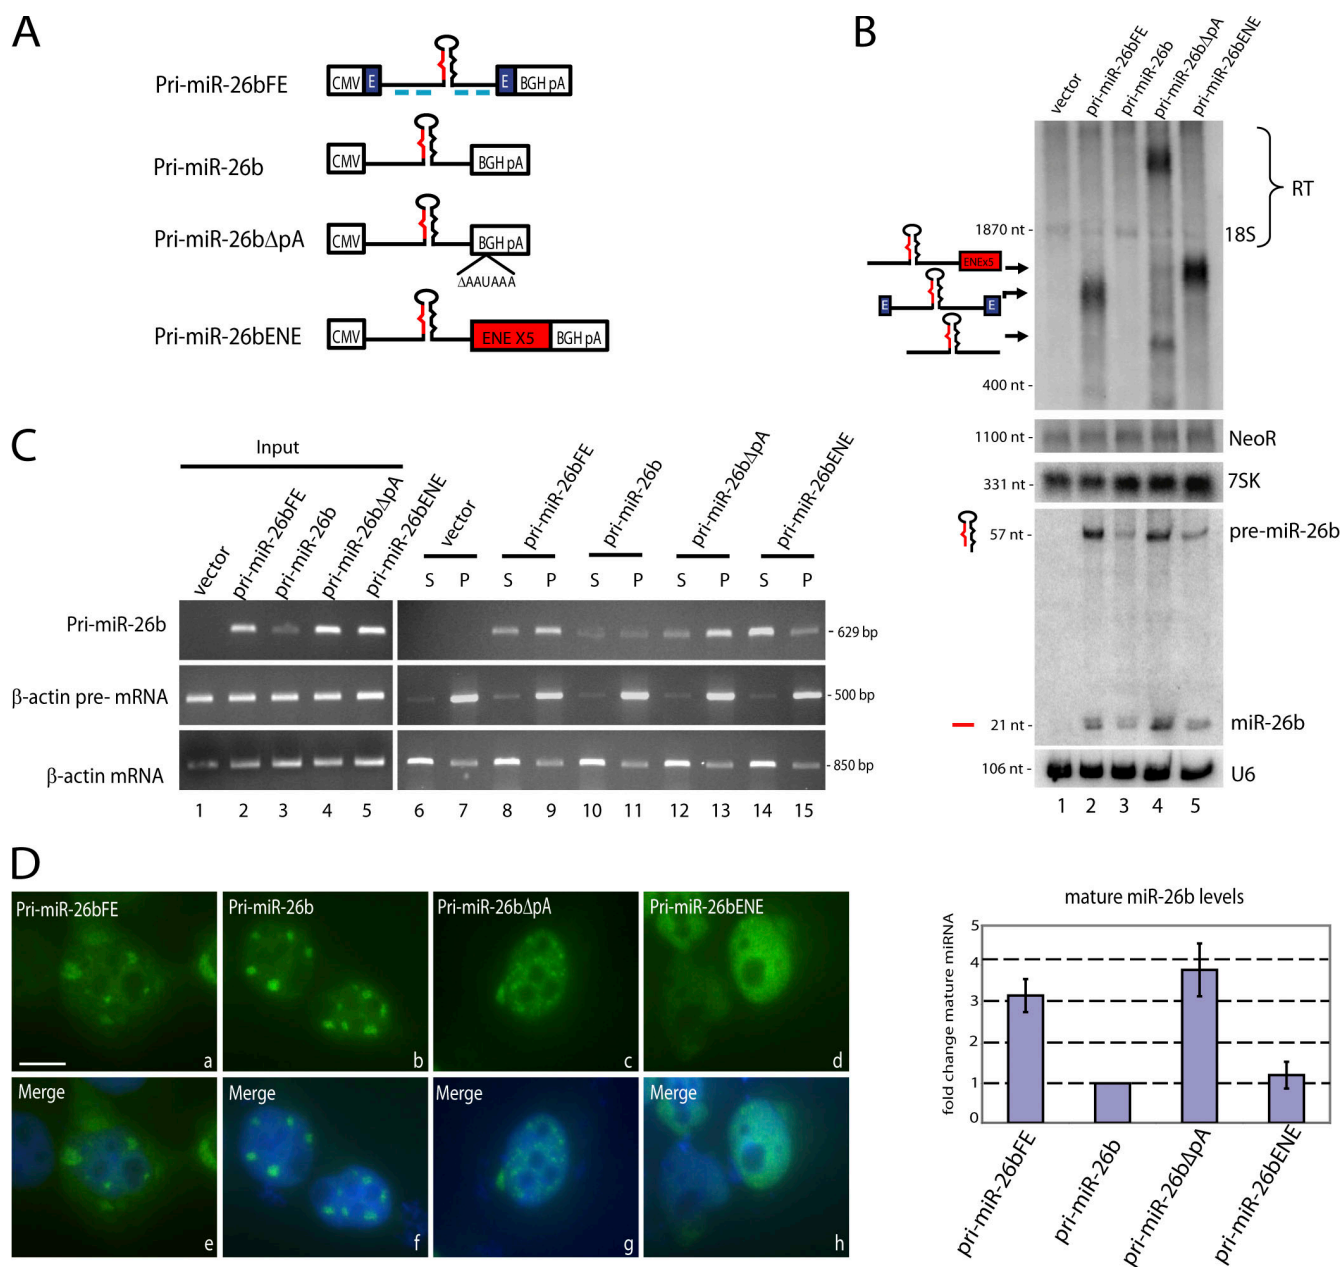 A
Pri-miR-26bFE
CMV E E BGH pA
Pri-miR-26b
CMV BGH pA
Pri-miR-26bΔpA
CMV BGH pA
ΔAAUAAA
Pri-miR-26bENE
CMV ENE X5 BGH pA
B
vector
pri-miR-26bFE
pri-miR-26b
pri-miR-26bΔpA
pri-miR-26bENE
RT
1870 nt -
18S
ENEx5
E E
400 nt -
1100 nt -
NeoR
331 nt -
7SK
57 nt -
pre-miR-26b
21 nt -
miR-26b
106 nt -
U6
1 2 3 4 5
C
Input
vector
pri-miR-26bFE
pri-miR-26b
pri-miR-26bΔpA
pri-miR-26bENE
vector
pri-miR-26bFE
pri-miR-26b
pri-miR-26bΔpA
pri-miR-26bENE
S P S P S P S P S P
Pri-miR-26b
- 629 bp
β-actin pre- mRNA
- 500 bp
β-actin mRNA
- 850 bp
1 2 3 4 5 6 7 8 9 10 11 12 13 14 15
D
Pri-miR-26bFE
a
Pri-miR-26b
b
Pri-miR-26bΔpA
c
Pri-miR-26bENE
d
Merge
e
Merge
f
Merge
g
Merge
h
mature miR-26b levels
fold change mature miRNA
5
4
3
2
1
0
pri-miR-26bFE
pri-miR-26b
pri-miR-26bΔpA
pri-miR-26bENE